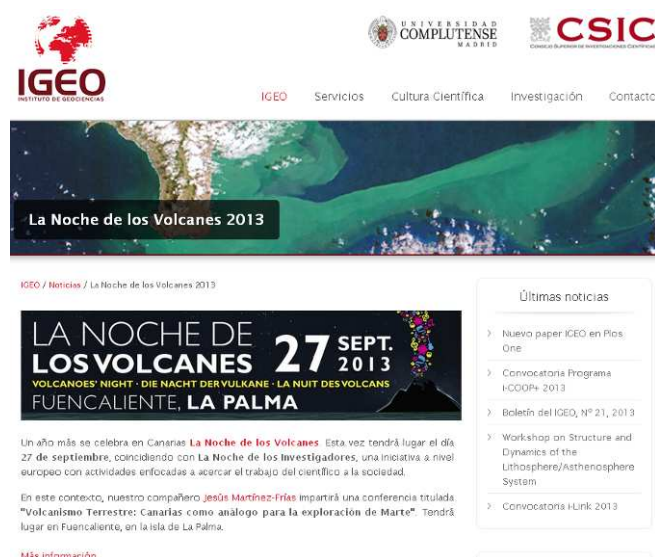 IGEO
INSTITUTO DE GEOCIENCIAS
UNIVERSIDAD
COMPLUTENSE
MADRID
CSIC
CONSEJO SUPERIOR DE INVESTIGACIONES CIENTÍFICAS
IGEO Servicios Cultura Científica Investigación Contacto
La Noche de los Volcanes 2013
IGEO / Noticias / La Noche de los Volcanes 2013
LA NOCHE DE
LOS VOLCANES
27 SEPT.
2013
VOLCANOES' NIGHT · DIE NACHT DER VULKANE · LA NUIT DES VOLCANS
FUENCALIENTE, LA PALMA
Un año más se celebra en Canarias La Noche de los Volcanes. Esta vez tendrá lugar el día
27 de septiembre, coincidiendo con La Noche de los Investigadores, una iniciativa a nivel
europeo con actividades enfocadas a acercar el trabajo del científico a la sociedad.
En este contexto, nuestro compañero Jesús Martínez-Frías impartirá una conferencia titulada
"Volcanismo Terrestre: Canarias como análogo para la exploración de Marte". Tendrá
lugar en Fuencaliente, en la isla de La Palma.
Más información
Últimas noticias
Nuevo paper IGEO en Plos
One
Convocatoria Programa
i-COOP+ 2013
Boletín del IGEO, Nº 21, 2013
Workshop on Structure and
Dynamics of the
Lithosphere/Asthenosphere
System
Convocatoria i-Link 2013